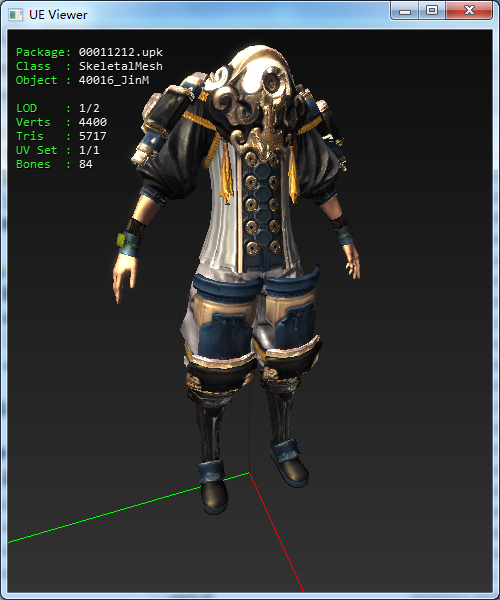 UE Viewer
Package: 00011212.upk
Class : SkeletalMesh
Object : 40016_JinM
LOD : 1/2
Verts : 4400
Tris : 5717
UV Set : 1/1
Bones : 84